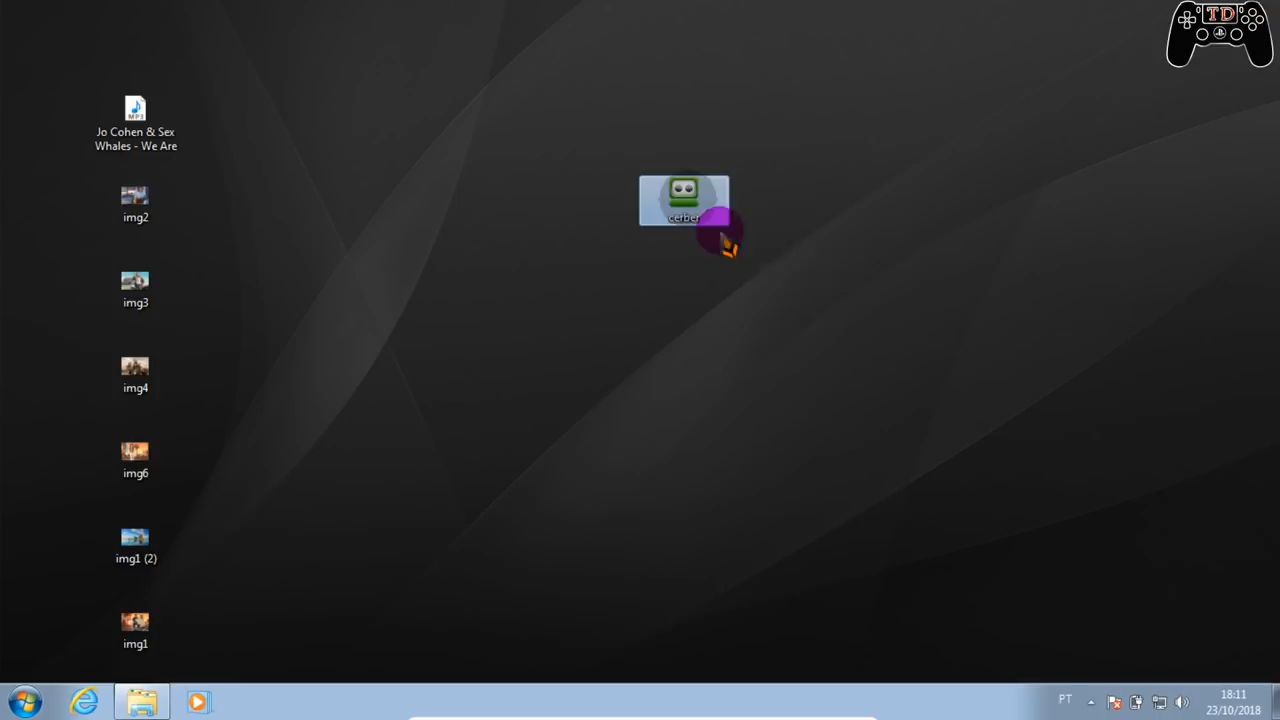 TD
Jo Cohen & Sex
Whales - We Are
MP3
img2
cerber
img3
img4
img6
img1 (2)
img1
PT
18:11
23/10/2018